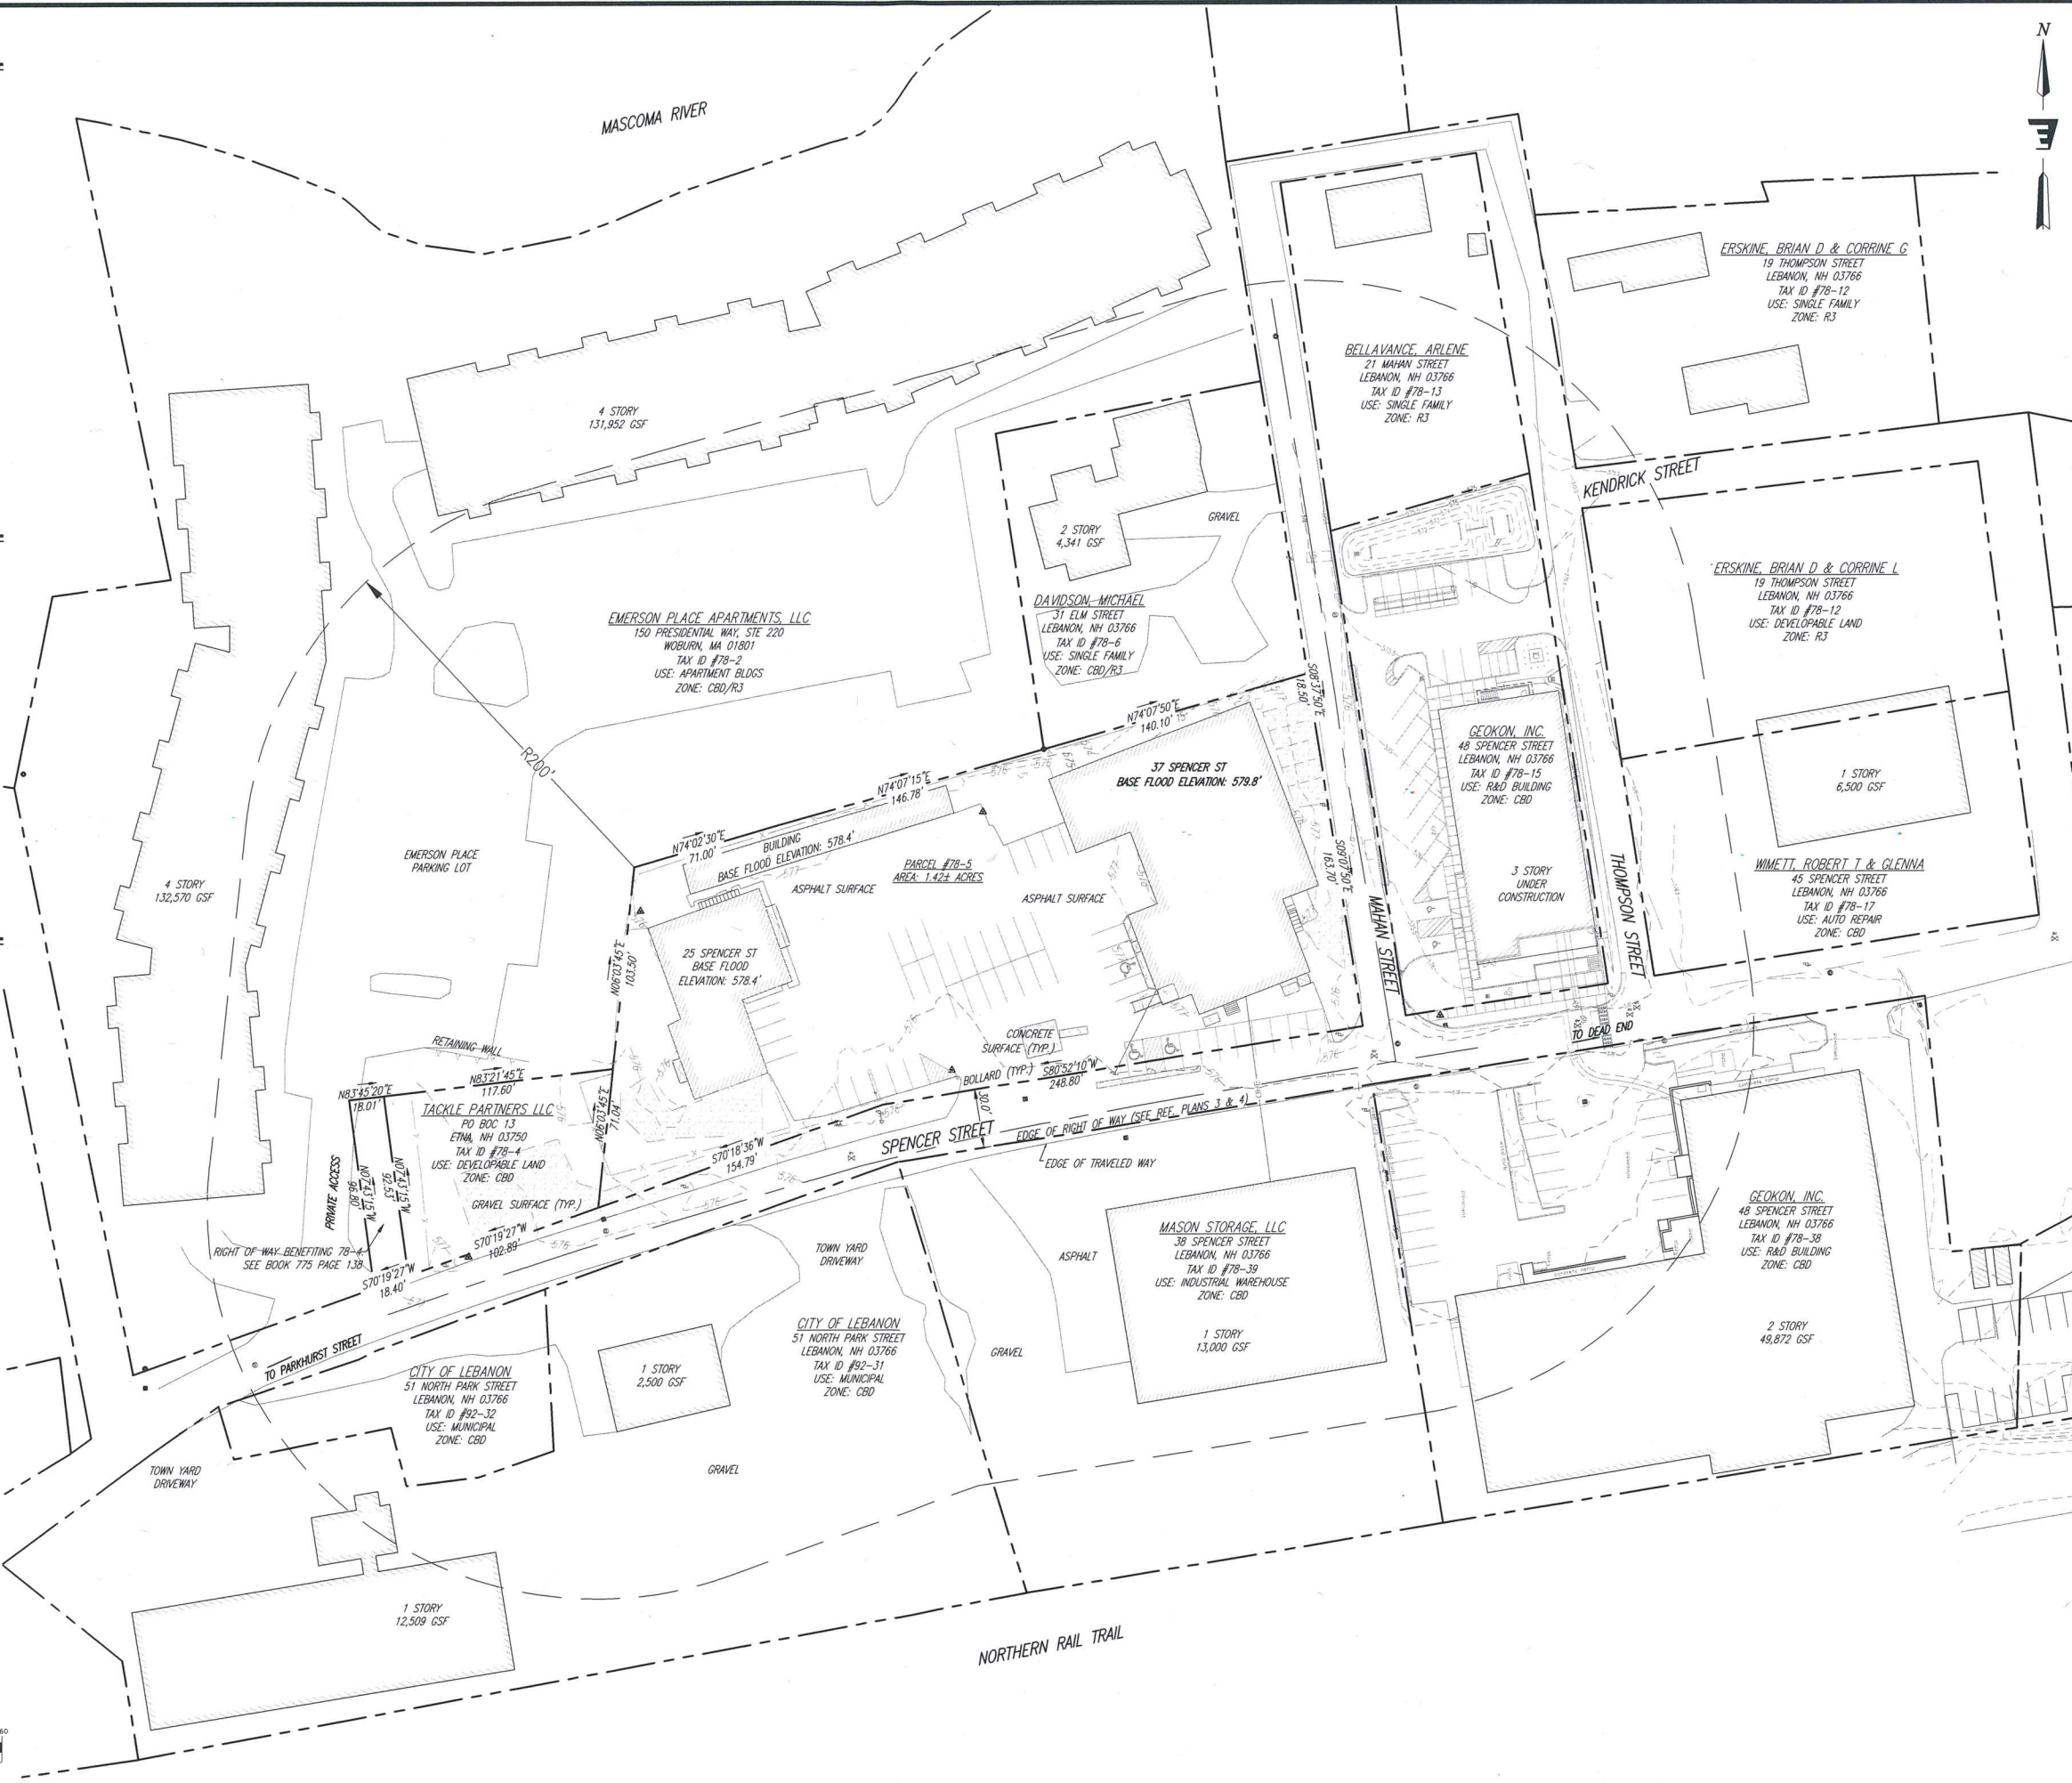 N
MASCOMA RIVER
ERSKINE, BRIAN D & CORRINE G
19 THOMPSON STREET
LEBANON, NH 03766
TAX ID #78-12
USE: SINGLE FAMILY
ZONE: R3
BELLAVANCE, ARLENE
21 MAHAN STREET
LEBANON, NH 03766
TAX ID #78-13
USE: SINGLE FAMILY
ZONE: R3
4 STORY
131,952 GSF
KENDRICK STREET
GRAVEL
2 STORY
4,341 GSF
ERSKINE, BRIAN D & CORRINE L
19 THOMPSON STREET
LEBANON, NH 03766
TAX ID #78-12
USE: DEVELOPABLE LAND
ZONE: R3
DAVIDSON, MICHAEL
31 ELM STREET
LEBANON, NH 03766
TAX ID #78-6
USE: SINGLE FAMILY
ZONE: CBD/R3
EMERSON PLACE APARTMENTS, LLC
150 PRESIDENTIAL WAY, STE 220
WOBURN, MA 01801
TAX ID #78-2
USE: APARTMENT BLDGS
ZONE: CBD/R3
S08°37'50"E
18.50'
N74°07'50"E
140.10'
R200'
GEOKON, INC.
48 SPENCER STREET
LEBANON, NH 03766
TAX ID #78-15
USE: R&D BUILDING
ZONE: CBD
37 SPENCER ST
BASE FLOOD ELEVATION: 579.8'
1 STORY
6,500 GSF
N74°07'15"E
146.78'
N74°02'30"E
71.00'
BUILDING
BASE FLOOD ELEVATION: 578.4'
PARCEL #78-5
AREA: 1.42± ACRES
ASPHALT SURFACE
ASPHALT SURFACE
EMERSON PLACE
PARKING LOT
4 STORY
132,570 GSF
S09°07'50"E
163.70'
MAHAN STREET
3 STORY
UNDER
CONSTRUCTION
THOMPSON STREET
WIMETT, ROBERT T & GLENNA
45 SPENCER STREET
LEBANON, NH 03766
TAX ID #78-17
USE: AUTO REPAIR
ZONE: CBD
25 SPENCER ST
BASE FLOOD
ELEVATION: 578.4'
N06°03'45"E
103.50'
CONCRETE
SURFACE (TYP.)
TO DEAD END
RETAINING WALL
BOLLARD (TYP.)
S80°52'10"W
248.80'
N83°45'20"E
18.01'
N83°21'45"E
117.60'
TACKLE PARTNERS LLC
PO BOC 13
ETNA, NH 03750
TAX ID #78-4
USE: DEVELOPABLE LAND
ZONE: CBD
N06°03'45"E
71.04'
30.0'
SPENCER STREET
EDGE OF RIGHT OF WAY (SEE REF. PLANS 3 & 4)
EDGE OF TRAVELED WAY
S70°18'36"W
154.79'
PRIVATE ACCESS
N07°43'15"W
96.80'
N07°43'15"W
92.53'
GRAVEL SURFACE (TYP.)
S70°19'27"W
102.89'
RIGHT OF WAY BENEFITING 78-4
SEE BOOK 775 PAGE 138
S70°19'27"W
18.40'
TO PARKHURST STREET
TOWN YARD
DRIVEWAY
ASPHALT
MASON STORAGE, LLC
38 SPENCER STREET
LEBANON, NH 03766
TAX ID #78-39
USE: INDUSTRIAL WAREHOUSE
ZONE: CBD
1 STORY
13,000 GSF
GEOKON, INC.
48 SPENCER STREET
LEBANON, NH 03766
TAX ID #78-38
USE: R&D BUILDING
ZONE: CBD
2 STORY
49,872 GSF
CITY OF LEBANON
51 NORTH PARK STREET
LEBANON, NH 03766
TAX ID #92-31
USE: MUNICIPAL
ZONE: CBD
GRAVEL
1 STORY
2,500 GSF
CITY OF LEBANON
51 NORTH PARK STREET
LEBANON, NH 03766
TAX ID #92-32
USE: MUNICIPAL
ZONE: CBD
TOWN YARD
DRIVEWAY
GRAVEL
1 STORY
12,509 GSF
NORTHERN RAIL TRAIL
60